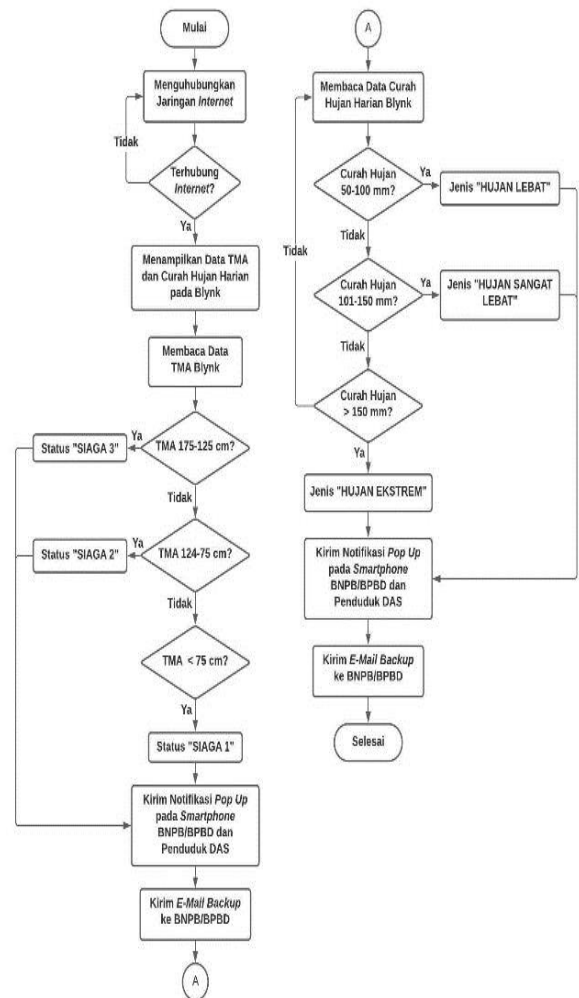 Mulai
Menguhubungkan
Jaringan Internet
Tidak
Terhubung
Internet?
Ya
Menampilkan Data TMA
dan Curah Hujan Harian
pada Blynk
Membaca Data
TMA Blynk
TMA 175-125 cm?
Ya
Status "SIAGA 3"
Tidak
TMA 124-75 cm?
Ya
Status "SIAGA 2"
Tidak
TMA < 75 cm?
Ya
Status "SIAGA 1"
Kirim Notifikasi Pop Up
pada Smartphone
BNPB/BPBD dan
Penduduk DAS
Kirim E-Mail Backup
ke BNPB/BPBD
A
A
Membaca Data Curah
Hujan Harian Blynk
Curah Hujan
50-100 mm?
Ya
Jenis "HUJAN LEBAT"
Tidak
Tidak
Curah Hujan
101-150 mm?
Ya
Jenis "HUJAN SANGAT
LEBAT"
Tidak
Curah Hujan
> 150 mm?
Ya
Jenis "HUJAN EKSTREM"
Kirim Notifikasi Pop Up
pada Smartphone
BNPB/BPBD dan
Penduduk DAS
Kirim E-Mail Backup
ke BNPB/BPBD
Selesai